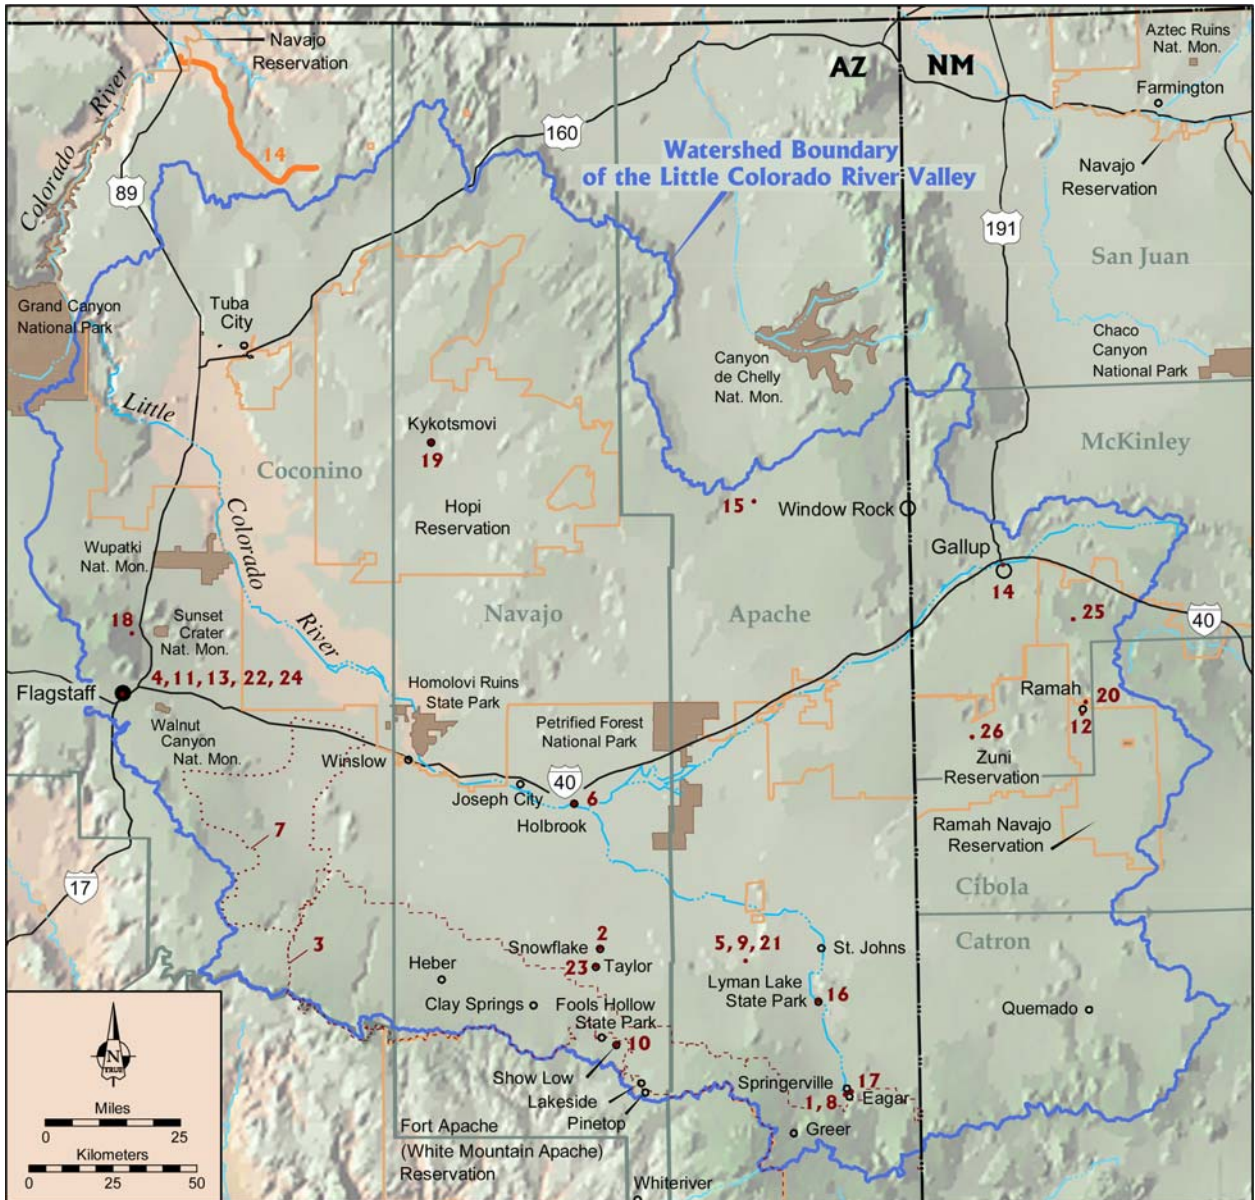 Navajo
Reservation
AZ
NM
Aztec Ruins
Nat. Mon.
Farmington
Colorado
River
14
160
89
Watershed Boundary
of the Little Colorado River Valley
Navajo
Reservation
191
San Juan
Grand Canyon
National Park
Tuba
City
Canyon
de Chelly
Nat. Mon.
Chaco
Canyon
National Park
Little
Colorado
River
Kykotsmovi
19
Coconino
Hopi
Reservation
McKinley
15
Window Rock
Gallup
14
Wupatki
Nat. Mon.
18
Sunset
Crater
Nat. Mon.
Navajo
Apache
25
40
Flagstaff
4, 11, 13, 22, 24
Homolovi Ruins
State Park
Ramah
20
12
Walnut
Canyon
Nat. Mon.
Petrified Forest
National Park
26
Zuni
Reservation
Winslow
40
Joseph City
6
Holbrook
7
Ramah Navajo
Reservation
17
Cibola
3
2
Snowflake
23
Taylor
5, 9, 21
St. Johns
Catron
Heber
Lyman Lake
State Park
16
Clay Springs
Fools Hollow
State Park
Quemado
10
Show Low
Lakeside
Pinetop
Springerville
17
1, 8
Eagar
Greer
Fort Apache
(White Mountain Apache)
Reservation
Whiteriver
N
TRUE
Miles
0
25
Kilometers
0
25
50